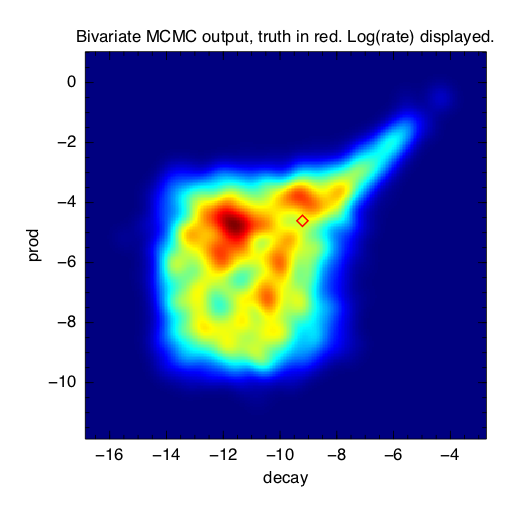 Bivariate MCMC output, truth in red. Log(rate) displayed.
0
−2
−4
−6
−8
−10
prod
−16 −14 −12 −10 −8 −6 −4
decay